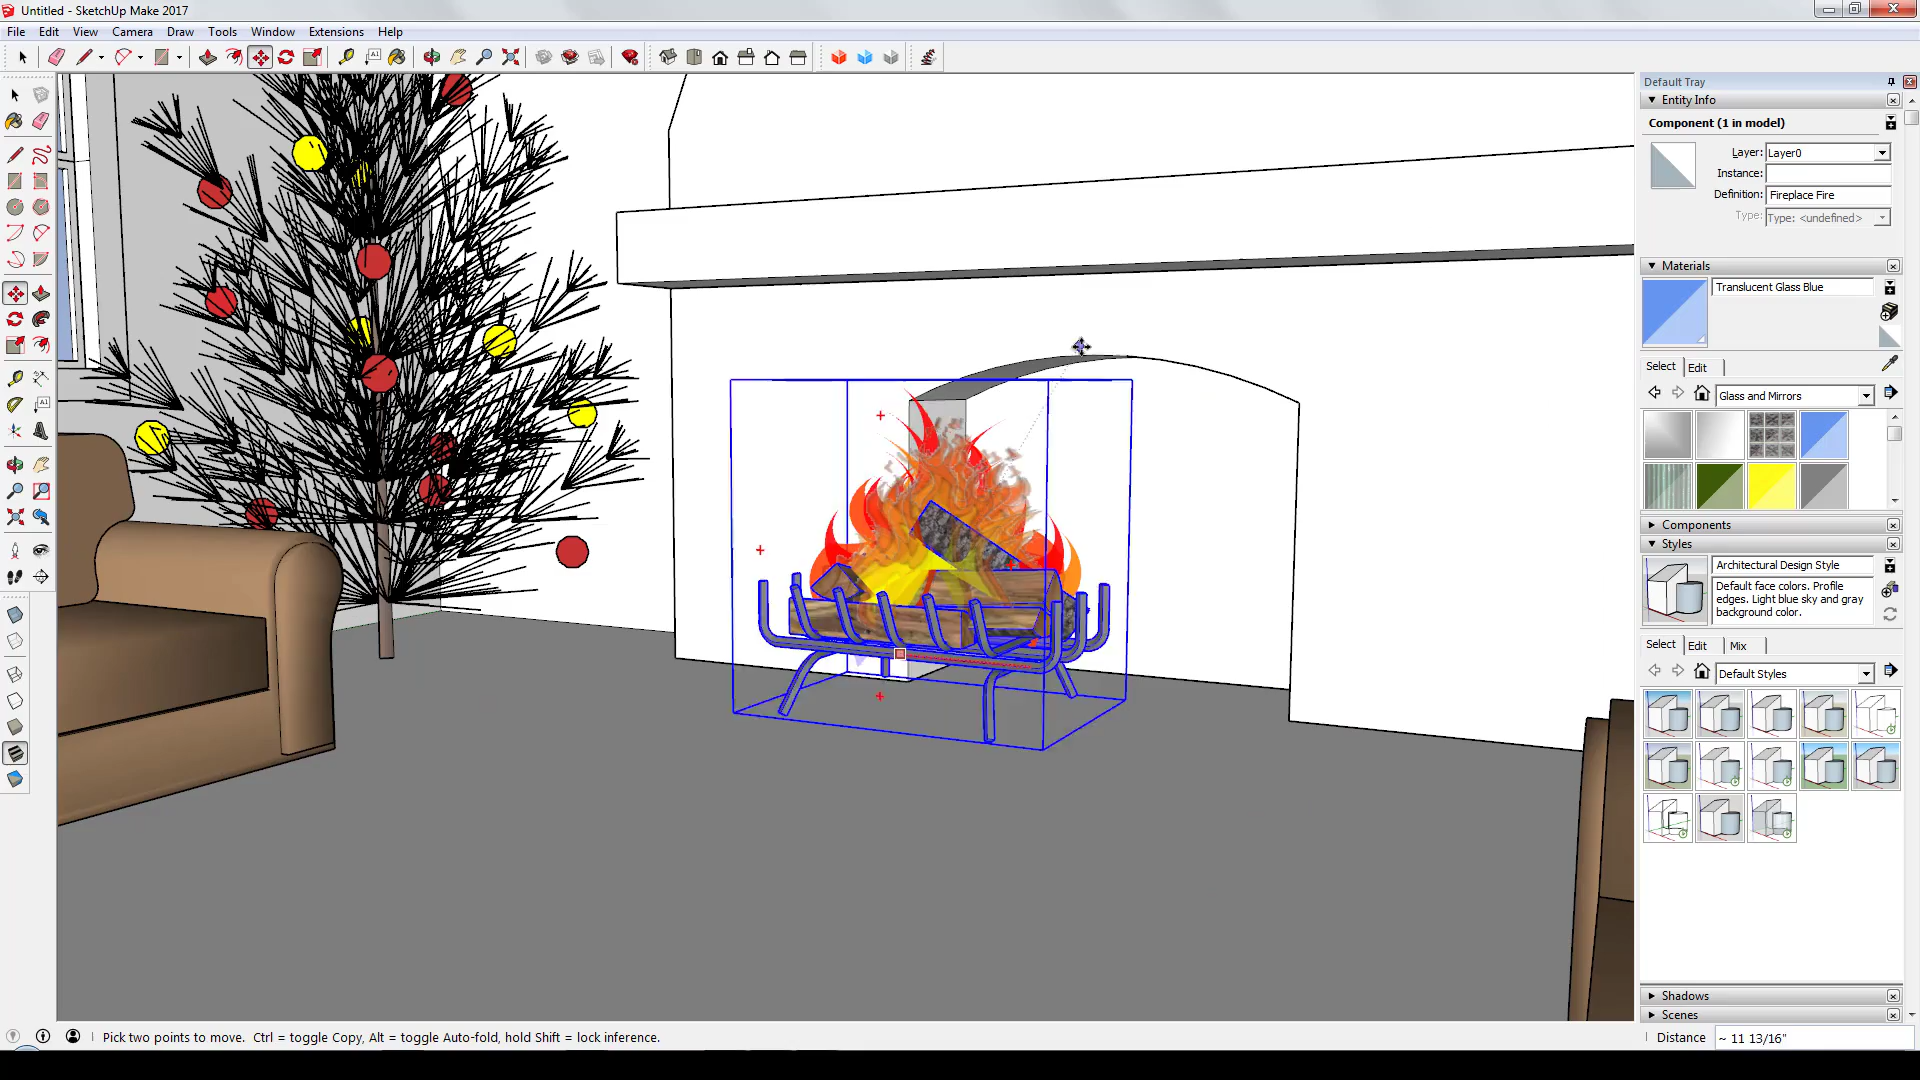 Untitled - SketchUp Make 2017
File Edit View Camera Draw Tools Window Extensions Help
Default Tray
Entity Info
Component (1 in model)
Layer: Layer0
Instance:
Definition: Fireplace Fire
Type: Type: <undefined>
Materials
Translucent Glass Blue
Select Edit
Glass and Mirrors
Components
Styles
Architectural Design Style
Default face colors. Profile
edges. Light blue sky and gray
background color.
Select Edit Mix
Default Styles
Shadows
Scenes
Pick two points to move. Ctrl = toggle Copy, Alt = toggle Auto-fold, hold Shift = lock inference.
Distance ~ 11 13/16"